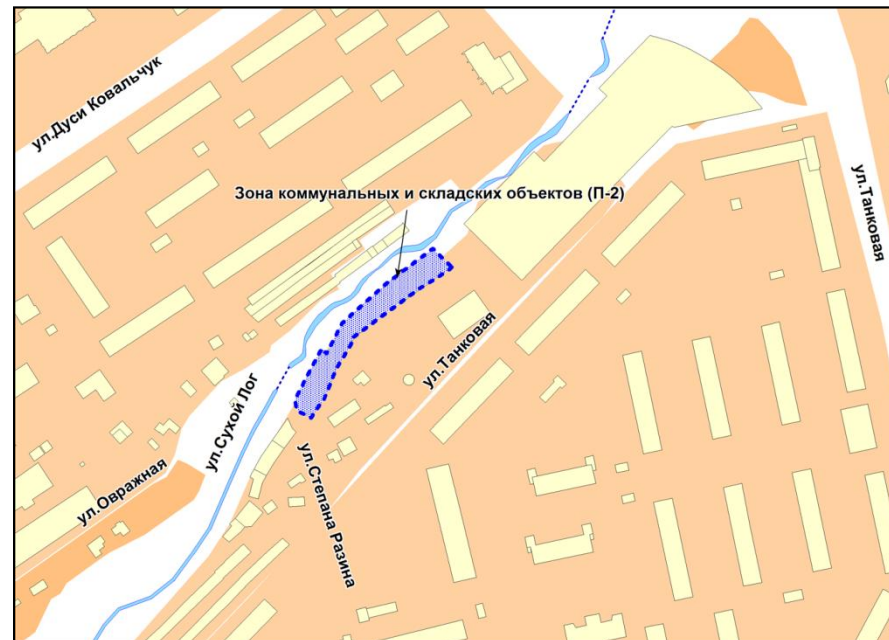 ул.Дуси Ковальчук
Зона коммунальных и складских объектов (П-2)
ул.Танковая
ул.Танковая
ул.Сухой Лог
ул.Овражная
ул.Степана Разина